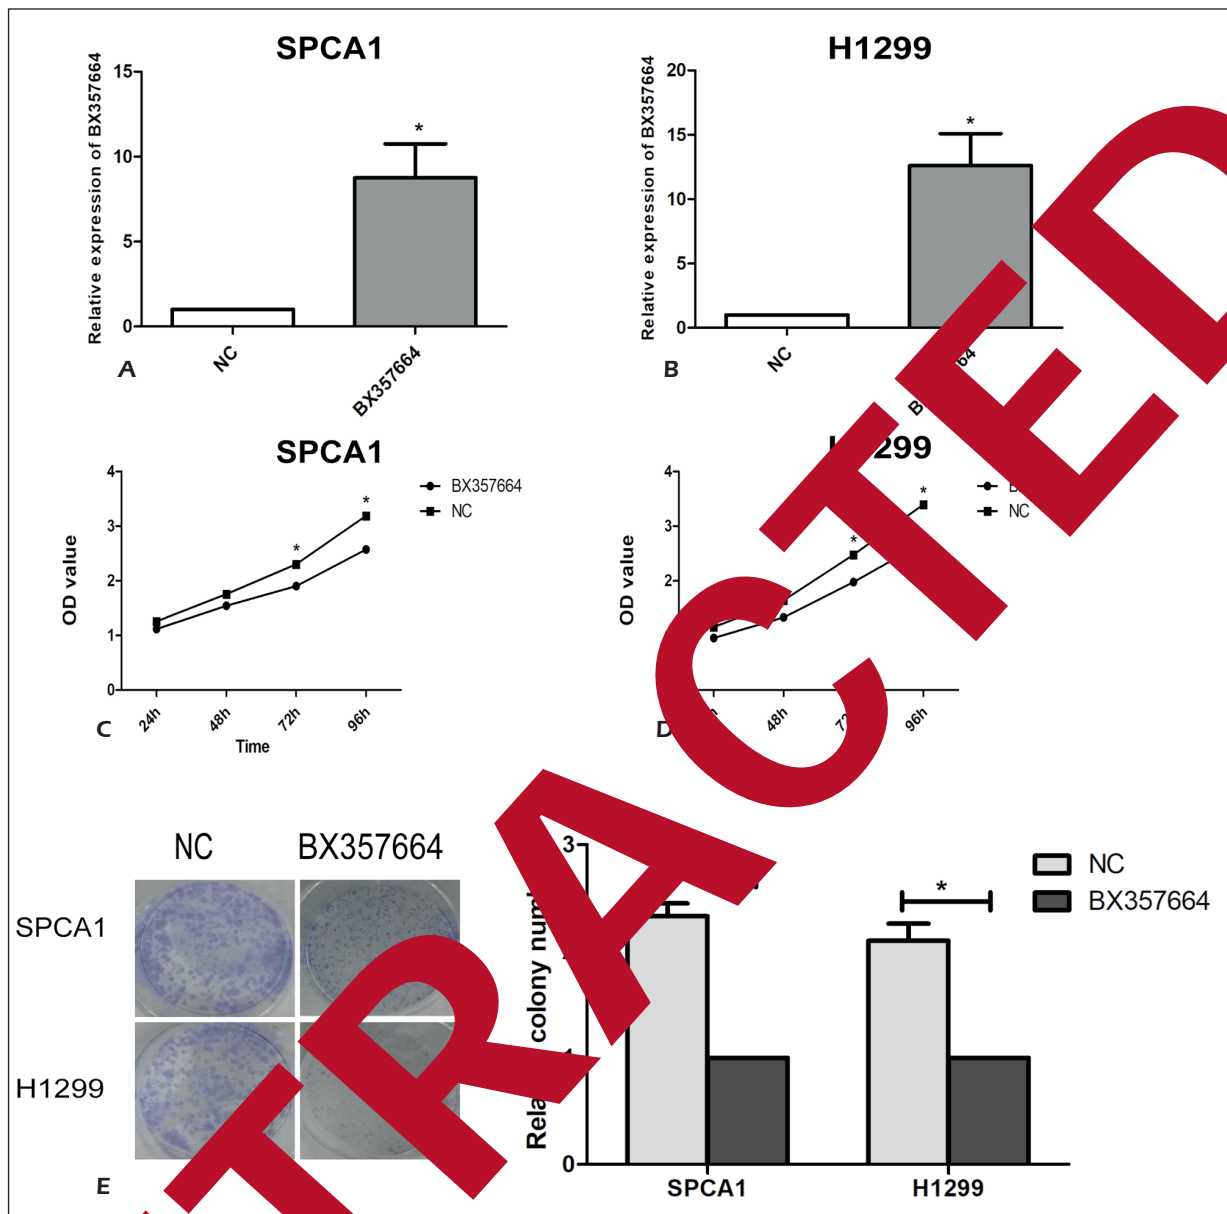 SPCA1
Relative expression of BX357664
15
10
5
0
*
NC
BX357664
A
H1299
Relative expression of BX357664
20
15
10
5
0
*
NC
B
SPCA1
OD value
4
3
2
1
0
*
*
BX357664
NC
24h
48h
72h
96h
Time
C
OD value
4
3
2
*
*
NC
48h
96h
D
NC
BX357664
SPCA1
H1299
E
colony
3
0
*
NC
BX357664
SPCA1
H1299
TRACTED